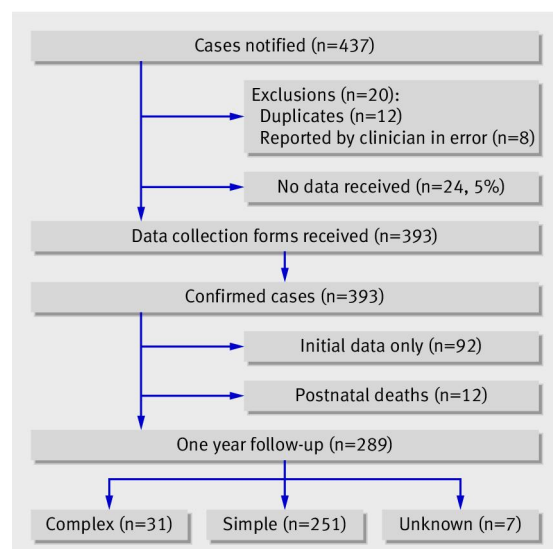 Cases notified (n=437)
Exclusions (n=20):
Duplicates (n=12)
Reported by clinician in error (n=8)
No data received (n=24, 5%)
Data collection forms received (n=393)
Confirmed cases (n=393)
Initial data only (n=92)
Postnatal deaths (n=12)
One year follow-up (n=289)
Complex (n=31)
Simple (n=251)
Unknown (n=7)